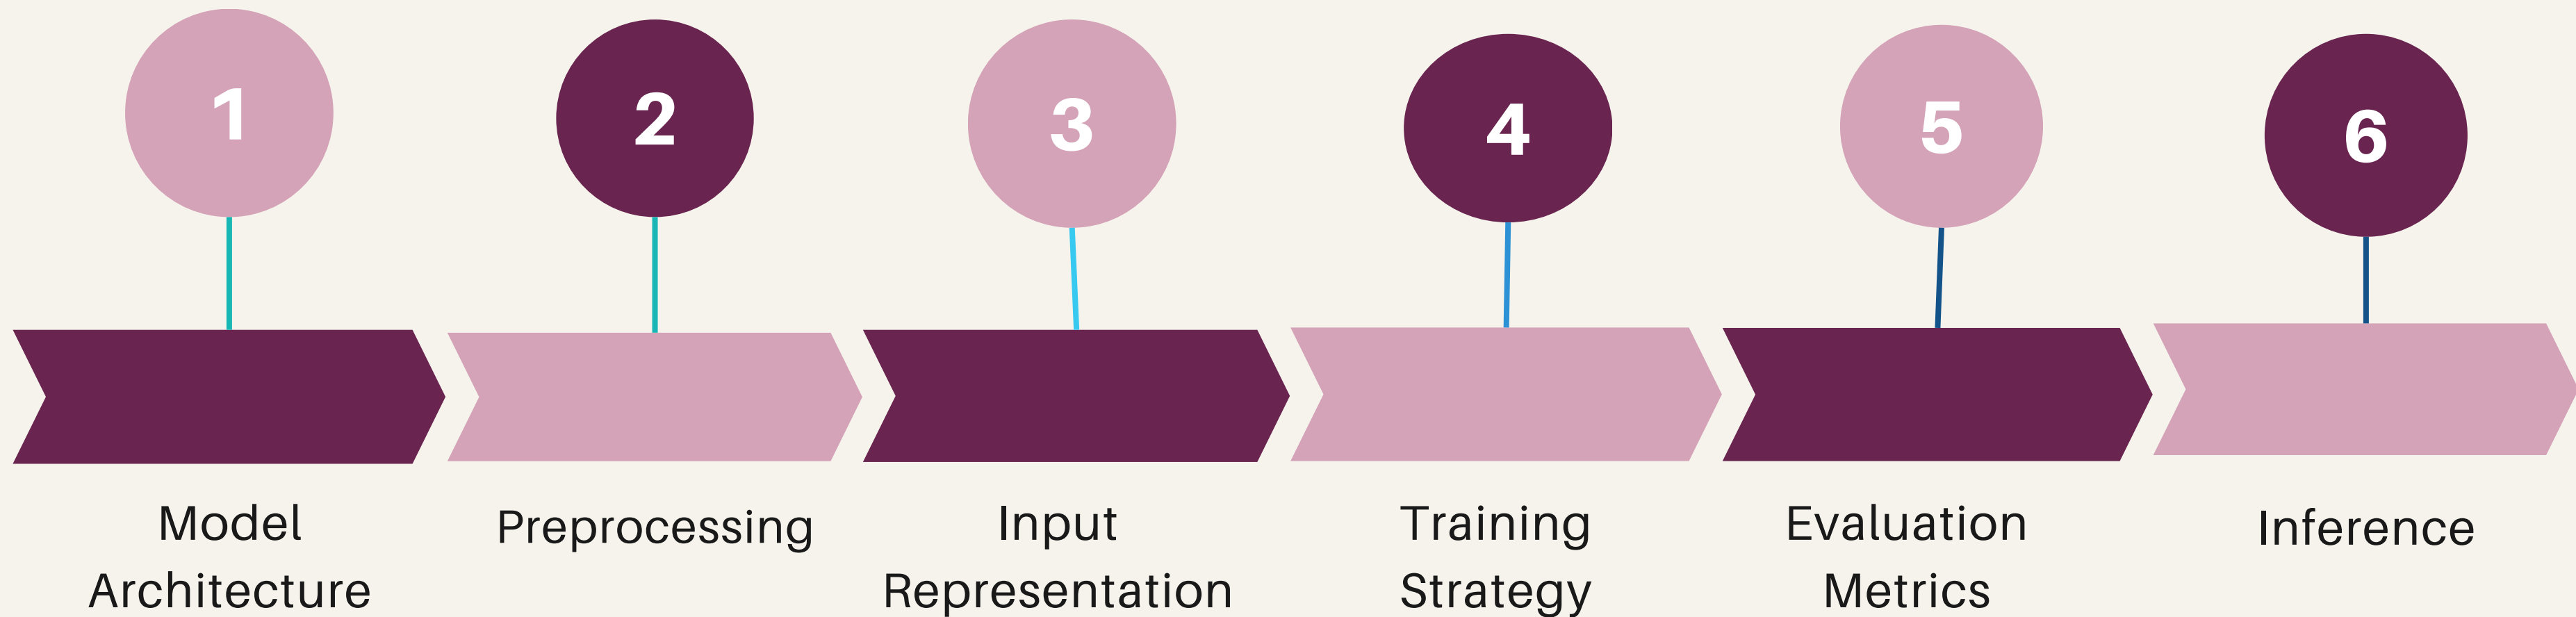 1
2
3
4
5
6
Model
Architecture
Preprocessing
Input
Representation
Training
Strategy
Evaluation
Metrics
Inference